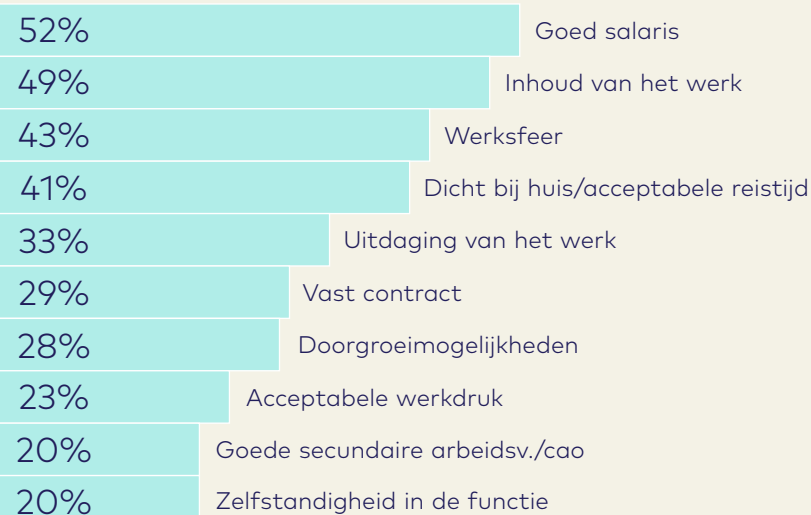 52% Goed salaris
49% Inhoud van het werk
43% Werksfeer
41% Dicht bij huis/acceptabele reistijd
33% Uitdaging van het werk
29% Vast contract
28% Doorgroeimogelijkheden
23% Acceptabele werkdruk
20% Goede secundaire arbeidsv./cao
20% Zelfstandigheid in de functie